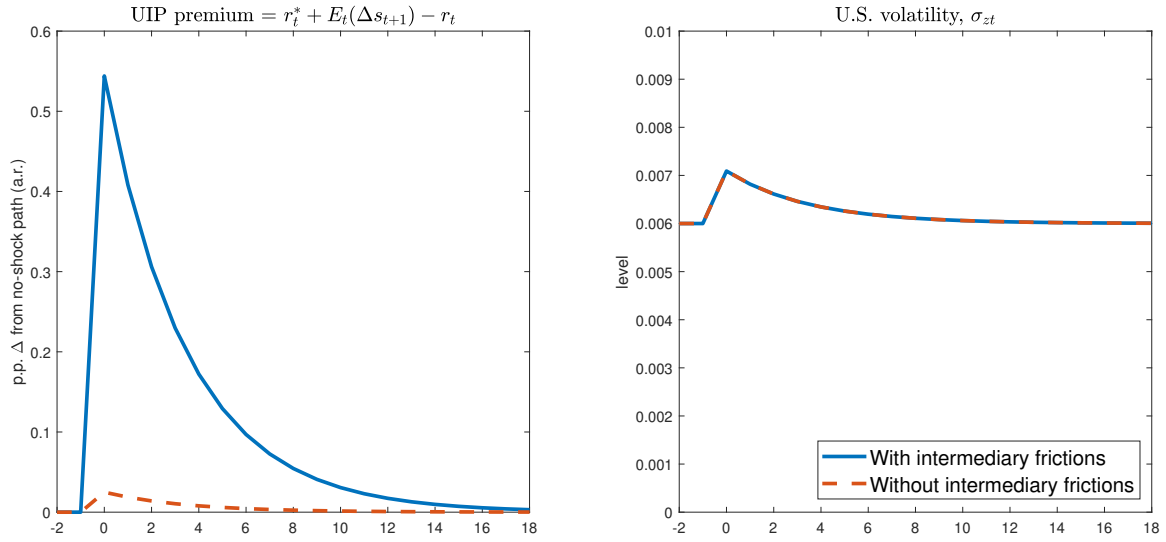 UIP premium = r*t + Et(Δst+1) − rt
0.6
0.5
0.4
0.3
0.2
0.1
0
p.p. Δ from no-shock path (a.r.)
-2 0 2 4 6 8 10 12 14 16 18
U.S. volatility, σzt
0.01
0.009
0.008
0.007
0.006
0.005
0.004
0.003
0.002
0.001
0
level
With intermediary frictions
Without intermediary frictions
-2 0 2 4 6 8 10 12 14 16 18